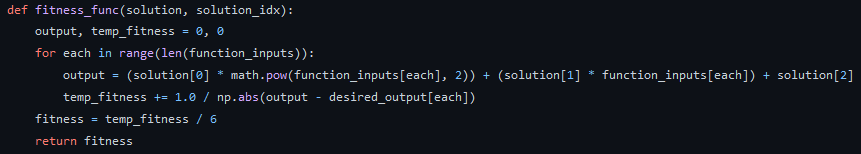 def fitness_func(solution, solution_idx):
    output, temp_fitness = 0, 0
    for each in range(len(function_inputs)):
        output = (solution[0] * math.pow(function_inputs[each], 2)) + (solution[1] * function_inputs[each]) + solution[2]
        temp_fitness += 1.0 / np.abs(output - desired_output[each])
    fitness = temp_fitness / 6
    return fitness